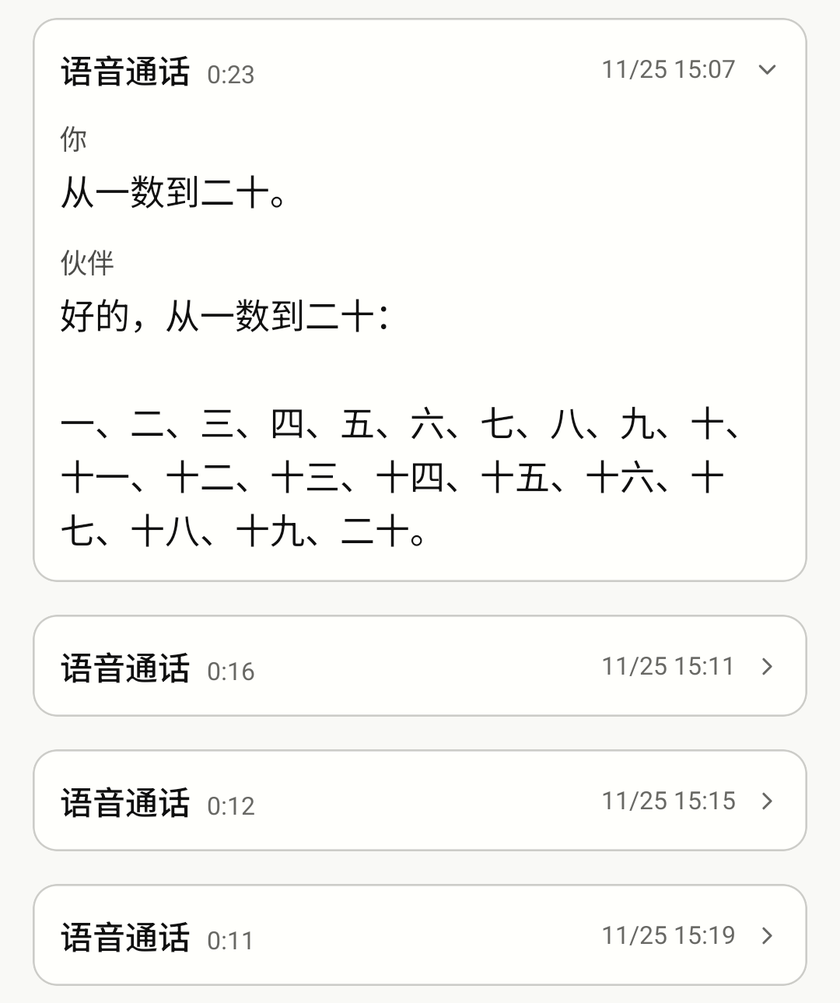 语音通话 0:23 11/25 15:07
你
从一数到二十。
伙伴
好的，从一数到二十：
一、二、三、四、五、六、七、八、九、十、
十一、十二、十三、十四、十五、十六、十
七、十八、十九、二十。
语音通话 0:16 11/25 15:11
语音通话 0:12 11/25 15:15
语音通话 0:11 11/25 15:19